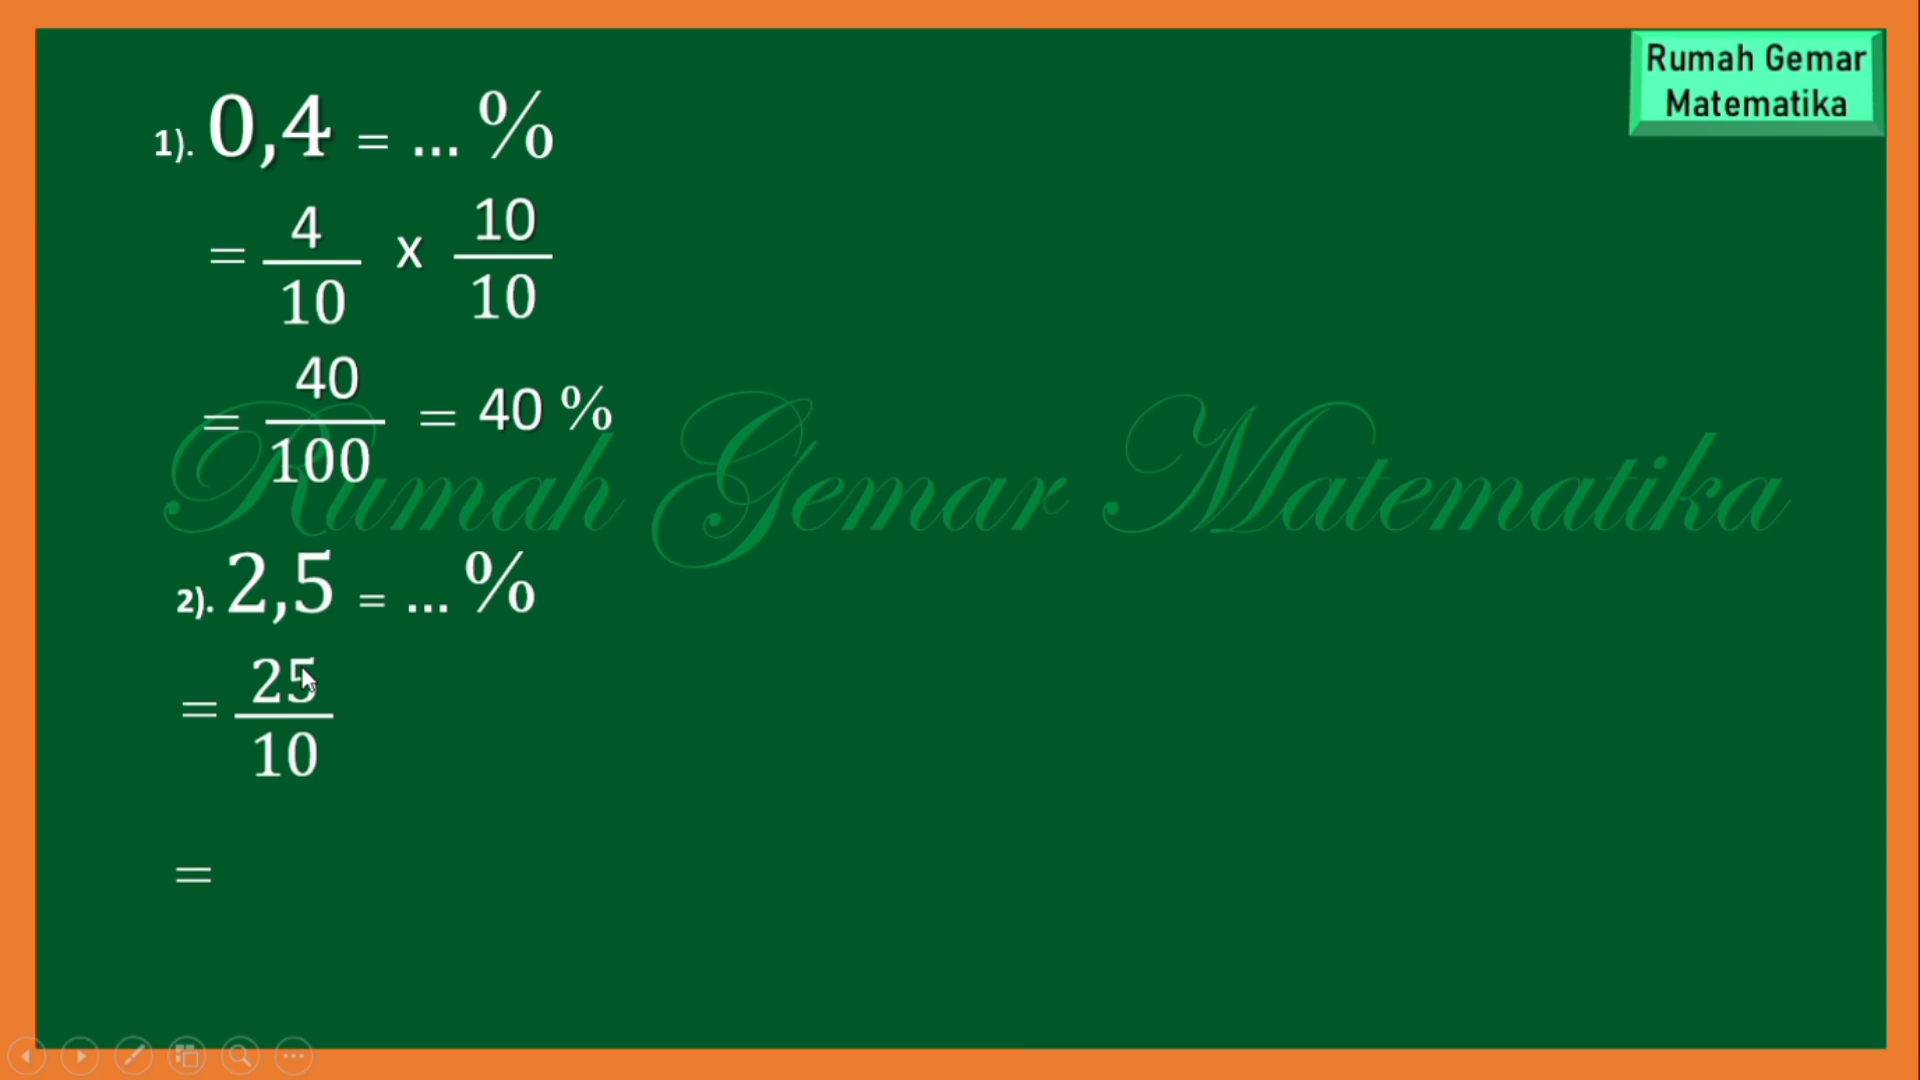 Rumah Gemar
Matematika
1). 0,4 = ... %
= 4/10 x 10/10
= 40/100 = 40 %
Rumah Gemar Matematika
2). 2,5 = ... %
= 25/10
=